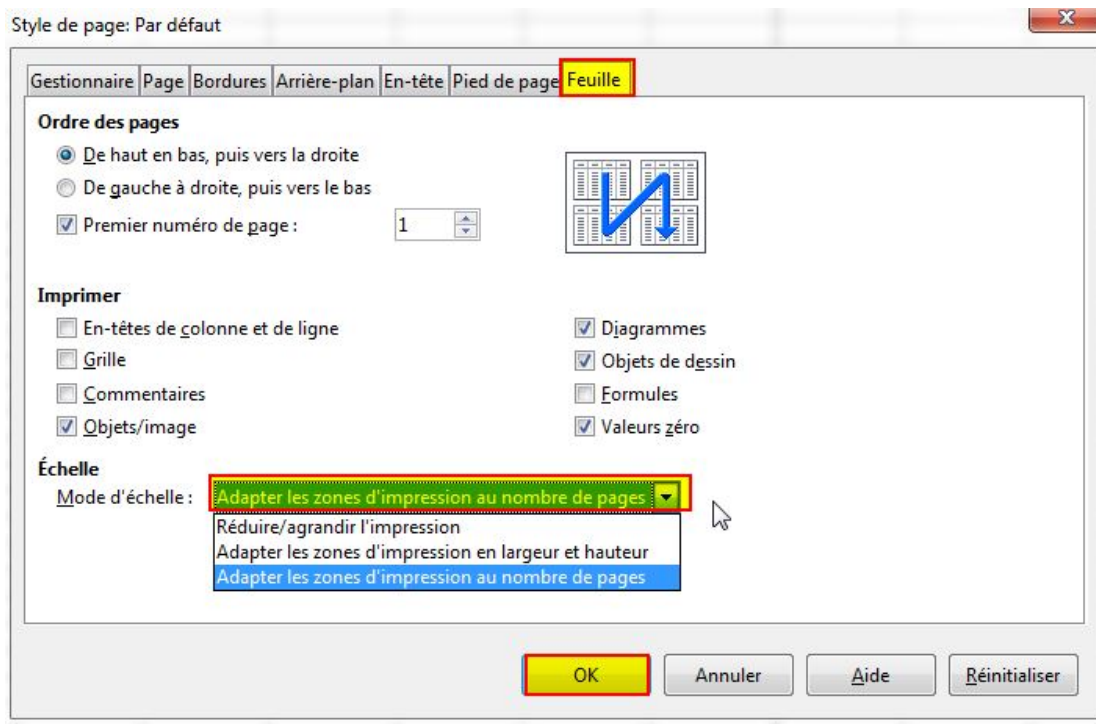 Style de page: Par défaut
Gestionnaire Page Bordures Arrière-plan En-tête Pied de page Feuille
Ordre des pages
De haut en bas, puis vers la droite
De gauche à droite, puis vers le bas
Premier numéro de page : 1
Imprimer
En-têtes de colonne et de ligne
Diagrammes
Grille
Objets de dessin
Commentaires
Formules
Objets/image
Valeurs zéro
Échelle
Mode d'échelle : Adapter les zones d'impression au nombre de pages
Réduire/agrandir l'impression
Adapter les zones d'impression en largeur et hauteur
Adapter les zones d'impression au nombre de pages
OK Annuler Aide Réinitialiser